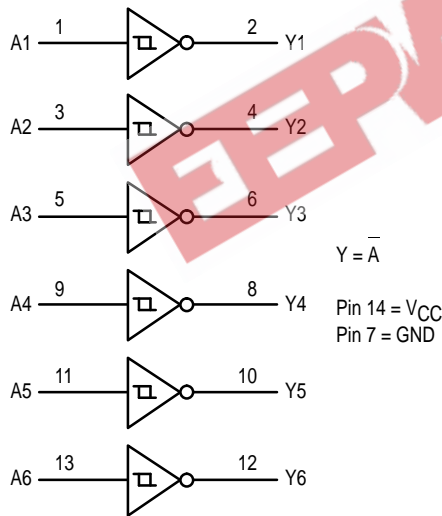 A1 1 2 Y1
A2 3 4 Y2
A3 5 6 Y3
Y = A̅
A4 9 8 Y4
Pin 14 = VCC
Pin 7 = GND
A5 11 10 Y5
A6 13 12 Y6